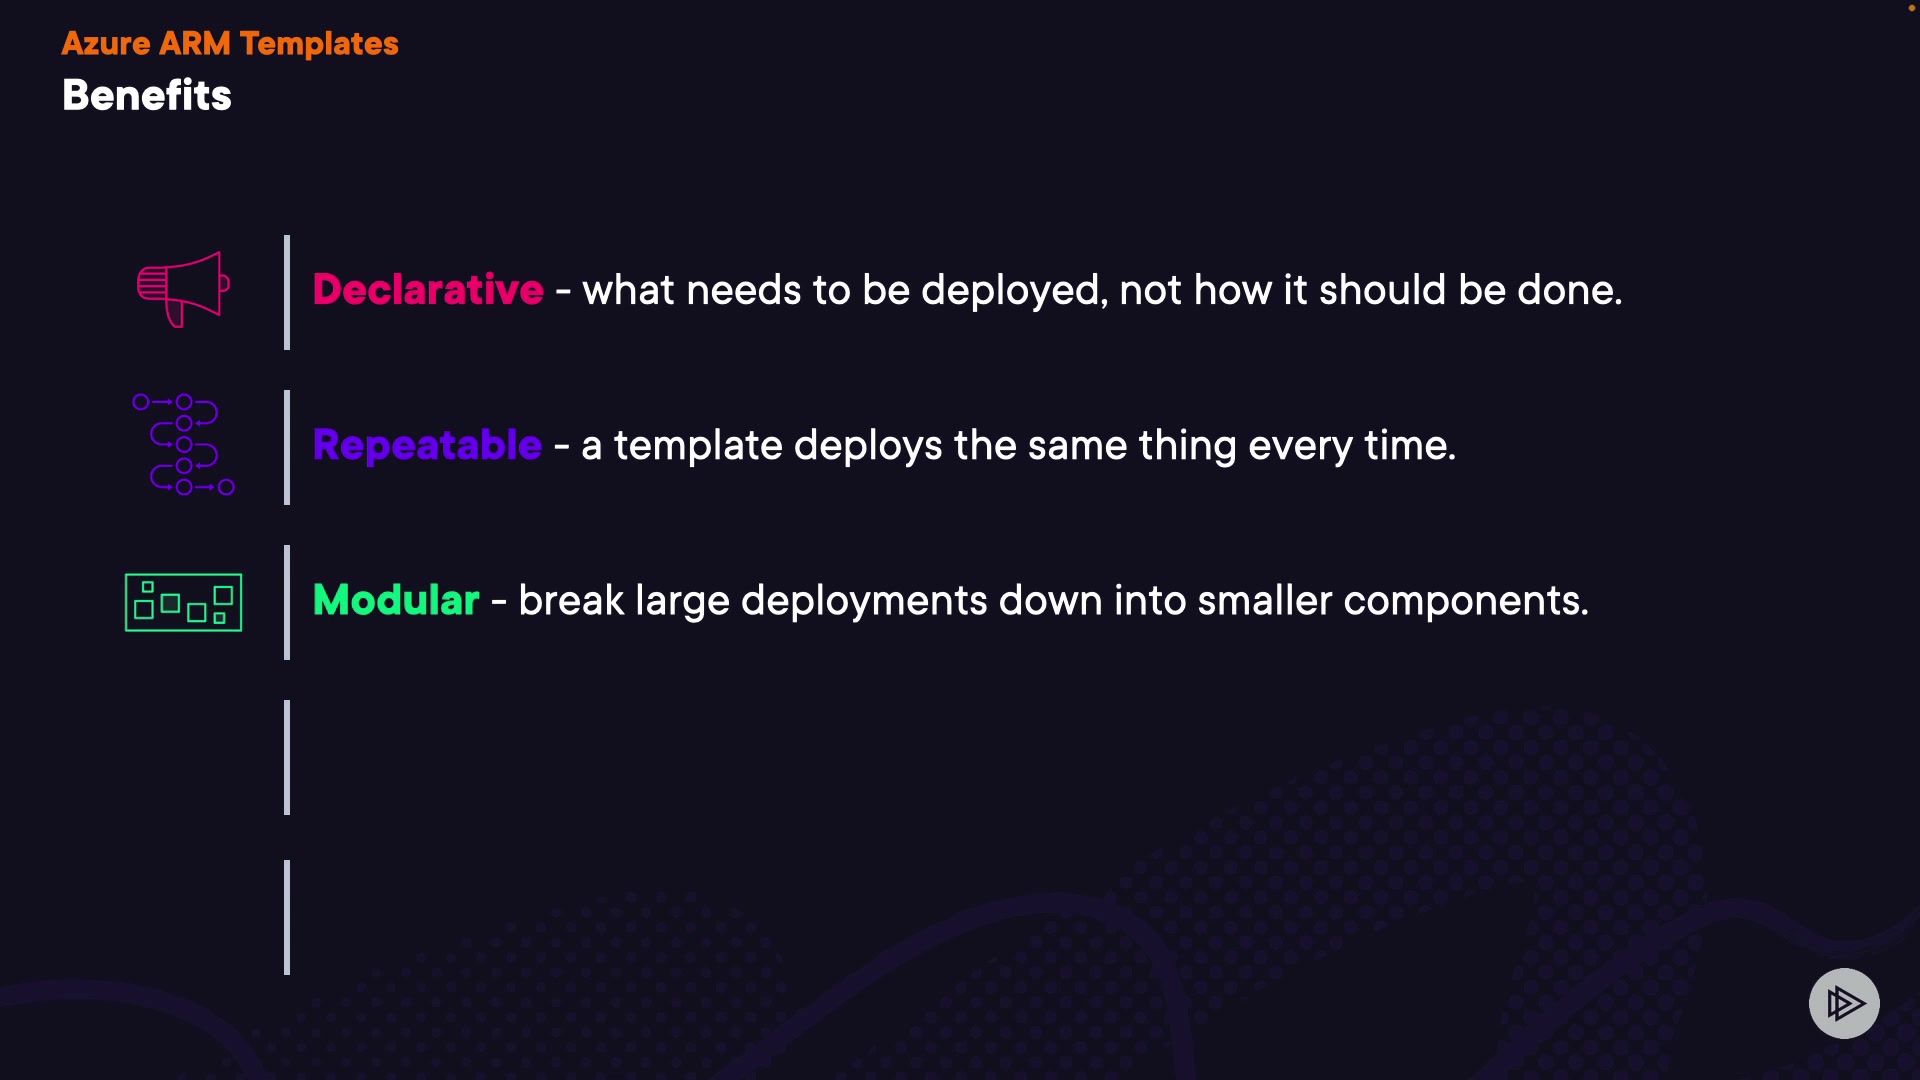 Azure ARM Templates
Benefits
Declarative - what needs to be deployed, not how it should be done.
Repeatable - a template deploys the same thing every time.
Modular - break large deployments down into smaller components.